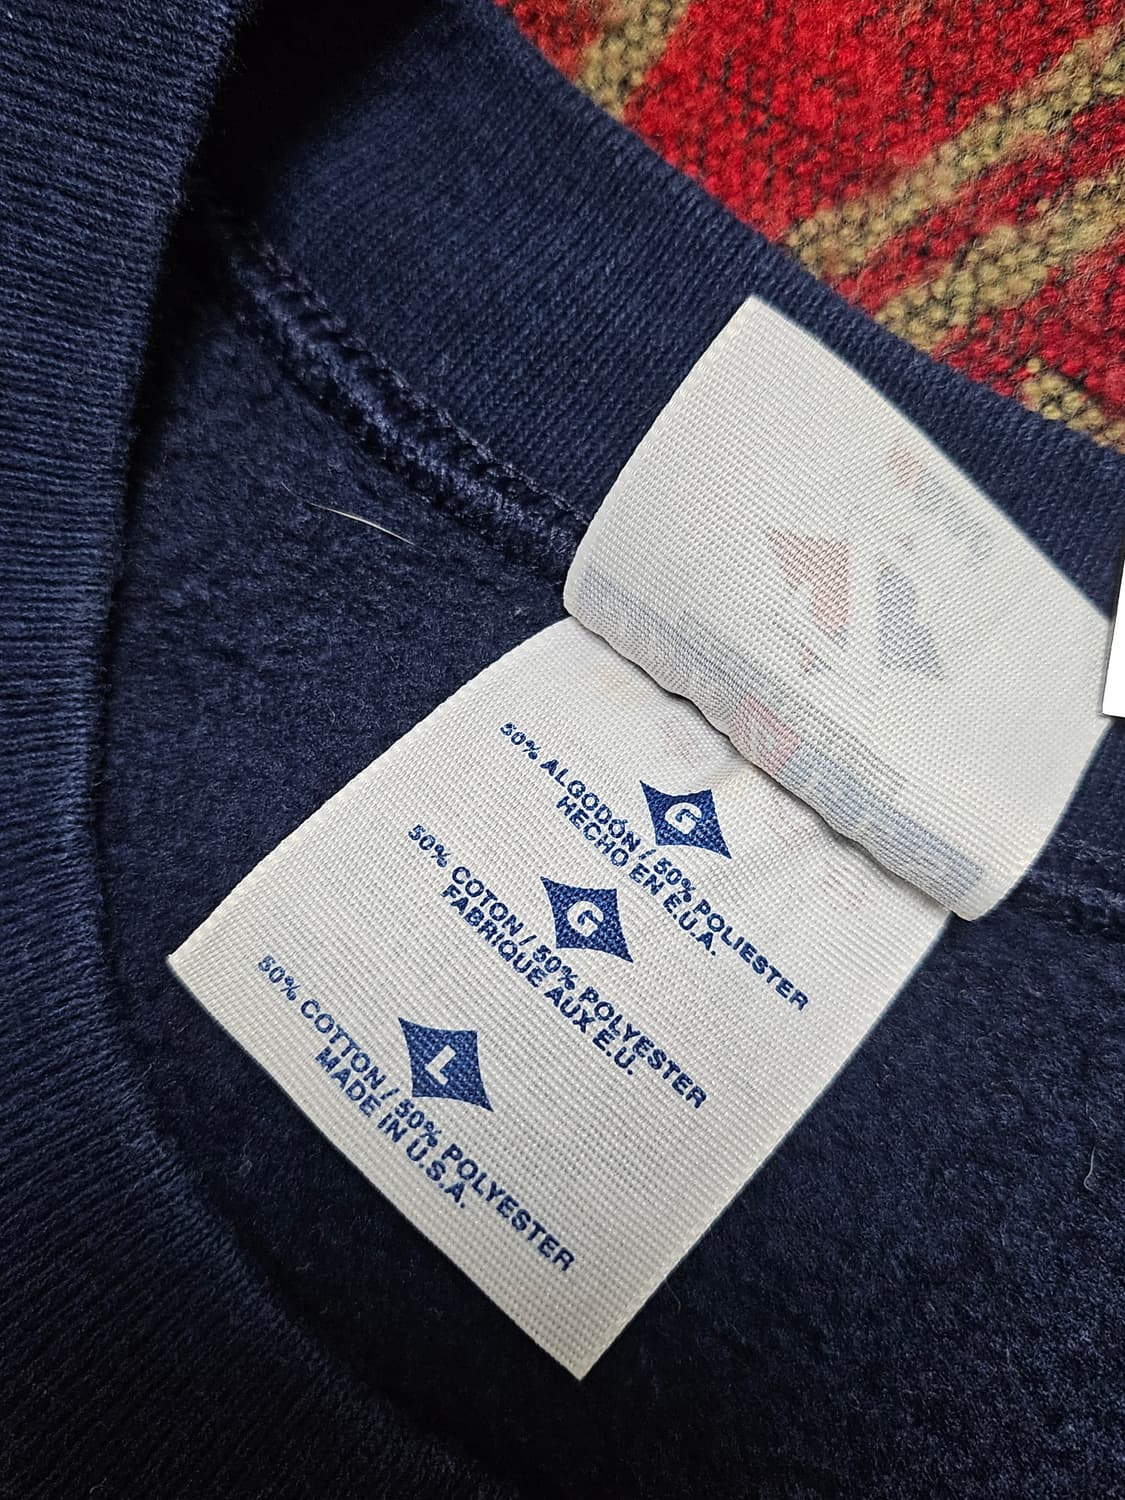 G
50% ALGODÓN / 50% POLIESTER
HECHO EN E.U.A.
G
50% COTON / 50% POLYESTER
FABRIQUE AUX E.U.
L
50% COTTON / 50% POLYESTER
MADE IN U.S.A.